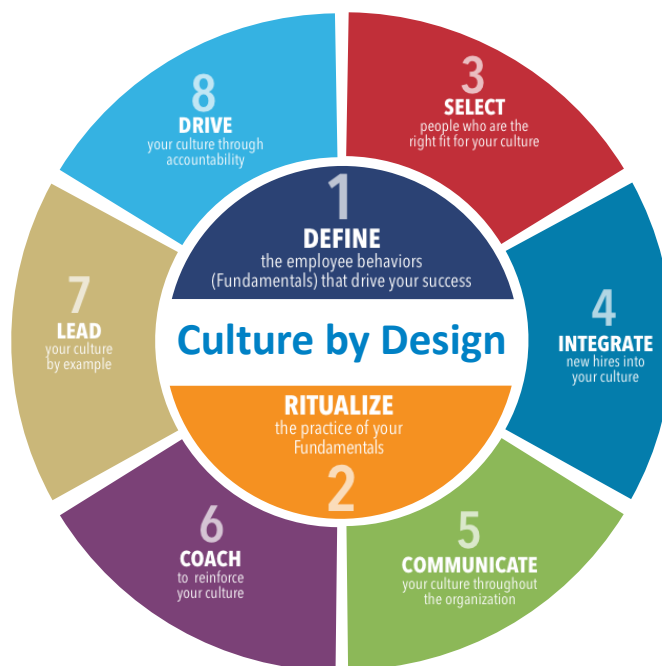 1
DEFINE
the employee behaviors
(Fundamentals) that drive your success
Culture by Design
RITUALIZE
the practice of your
Fundamentals
2
3
SELECT
people who are the
right fit for your culture
4
INTEGRATE
new hires into
your culture
5
COMMUNICATE
your culture throughout
the organization
6
COACH
to reinforce
your culture
7
LEAD
your culture
by example
8
DRIVE
your culture through
accountability